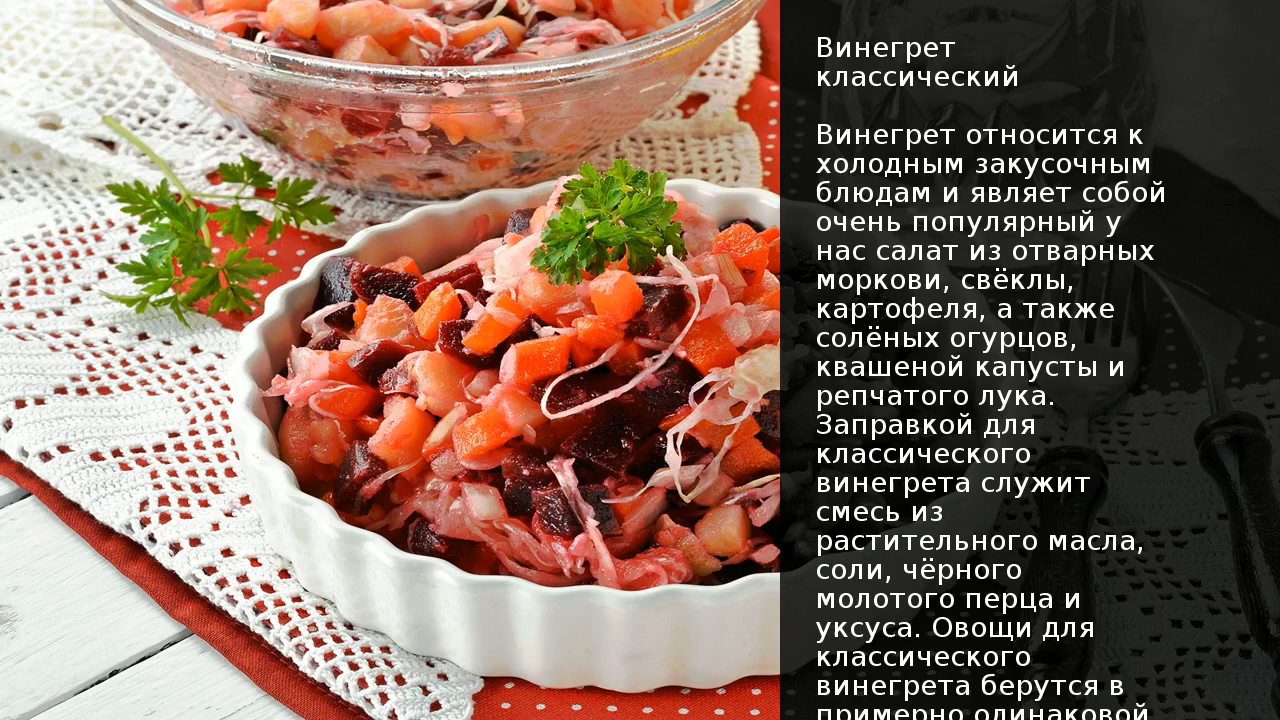 Винегрет
классический
Винегрет относится к
холодным закусочным
блюдам и являет собой
очень популярный у
нас салат из отварных
моркови, свёклы,
картофеля, а также
солёных огурцов,
квашеной капусты и
репчатого лука.
Заправкой для
классического
винегрета служит
смесь из
растительного масла,
соли, чёрного
молотого перца и
уксуса. Овощи для
классического
винегрета берутся в
примерно одинаковой